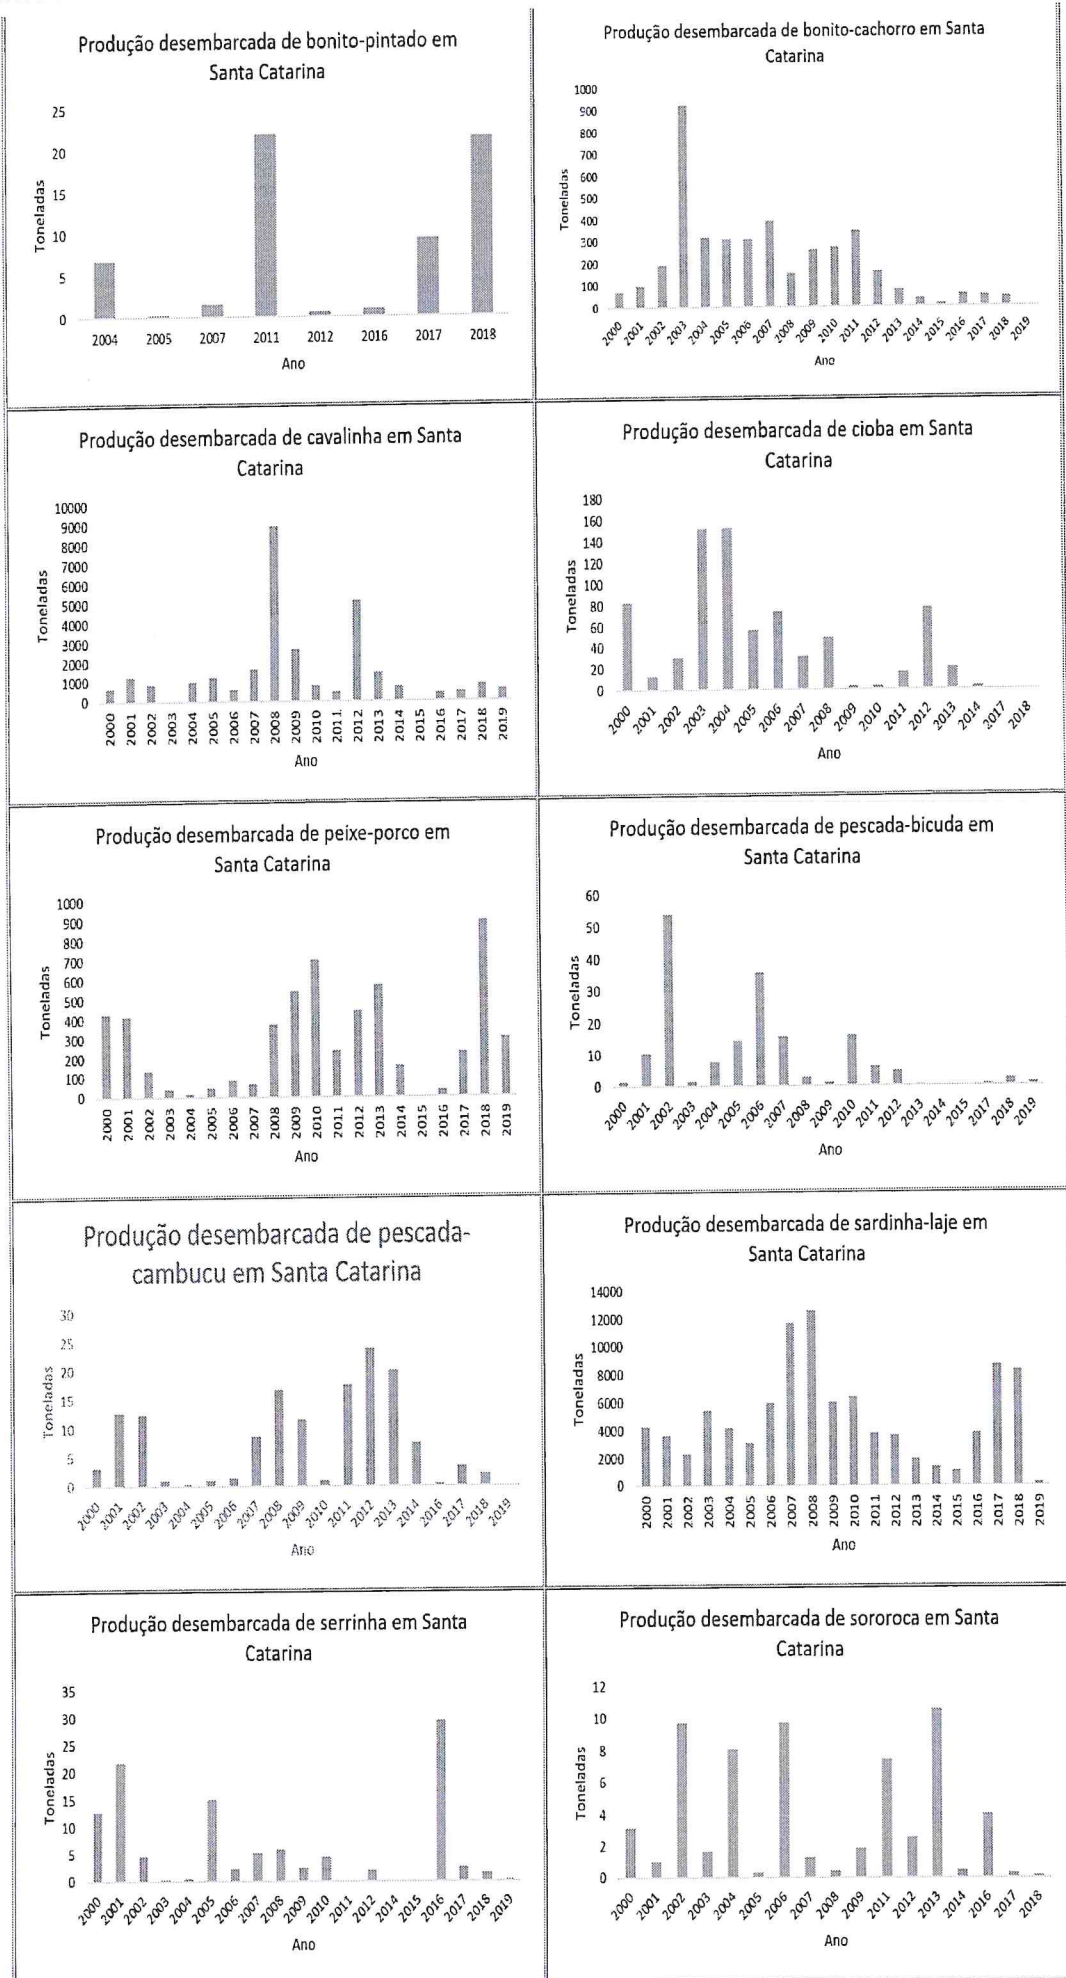 Produção desembarcada de bonito-pintado em
Santa Catarina
25
20
15
10
5
0
Toneladas
2004 2005 2007 2011 2012 2016 2017 2018
Ano
Produção desembarcada de bonito-cachorro em Santa
Catarina
1000
900
800
700
600
500
400
300
200
100
0
Toneladas
2000 2001 2002 2003 2004 2005 2006 2007 2008 2009 2010 2011 2012 2013 2014 2015 2016 2017 2018 2019
Ano
Produção desembarcada de cavalinha em Santa
Catarina
10000
9000
8000
7000
6000
5000
4000
3000
2000
1000
0
Toneladas
2000 2001 2002 2003 2004 2005 2006 2007 2008 2009 2010 2011 2012 2013 2014 2015 2016 2017 2018 2019
Ano
Produção desembarcada de cioba em Santa
Catarina
180
160
140
120
100
80
60
40
20
0
Toneladas
2000 2001 2002 2003 2004 2005 2006 2007 2008 2009 2010 2011 2012 2013 2014 2017 2018
Ano
Produção desembarcada de peixe-porco em
Santa Catarina
1000
900
800
700
600
500
400
300
200
100
0
Toneladas
2000 2001 2002 2003 2004 2005 2006 2007 2008 2009 2010 2011 2012 2013 2014 2015 2016 2017 2018 2019
Ano
Produção desembarcada de pescada-bicuda em
Santa Catarina
60
50
40
30
20
10
0
Toneladas
2000 2001 2002 2003 2004 2005 2006 2007 2008 2009 2010 2011 2012 2013 2014 2015 2017 2018 2019
Ano
Produção desembarcada de pescada-
cambucu em Santa Catarina
30
25
20
15
10
5
0
Toneladas
2000 2001 2002 2003 2004 2005 2006 2007 2008 2009 2010 2011 2012 2013 2014 2016 2017 2018 2019
Ano
Produção desembarcada de sardinha-laje em
Santa Catarina
14000
12000
10000
8000
6000
4000
2000
0
Toneladas
2000 2001 2002 2003 2004 2005 2006 2007 2008 2009 2010 2011 2012 2013 2014 2015 2016 2017 2018 2019
Ano
Produção desembarcada de serrinha em Santa
Catarina
35
30
25
20
15
10
5
0
Toneladas
2000 2001 2002 2003 2004 2005 2006 2007 2008 2009 2010 2011 2012 2014 2015 2016 2017 2018 2019
Ano
Produção desembarcada de sororoca em Santa
Catarina
12
10
8
6
4
2
0
Toneladas
2000 2001 2002 2003 2004 2005 2006 2007 2008 2009 2011 2012 2013 2014 2016 2017 2018
Ano